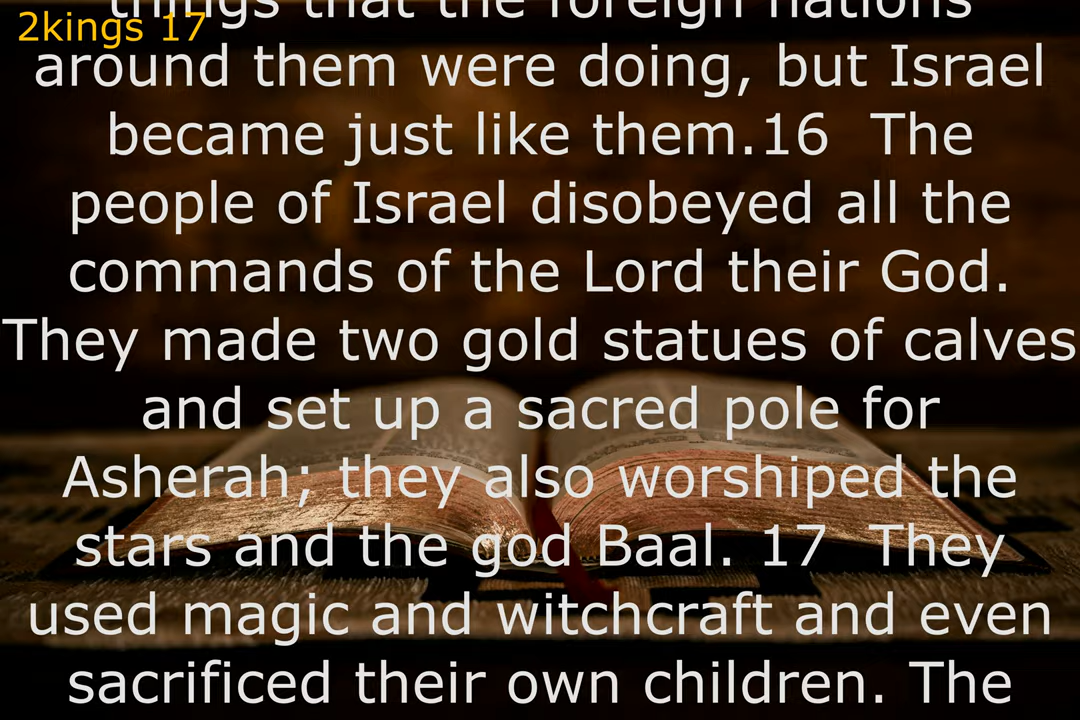 things that the foreign nations
2kings 17
around them were doing, but Israel
became just like them.16  The
people of Israel disobeyed all the
commands of the Lord their God.
They made two gold statues of calves
and set up a sacred pole for
Asherah; they also worshiped the
stars and the god Baal. 17  They
used magic and witchcraft and even
sacrificed their own children. The